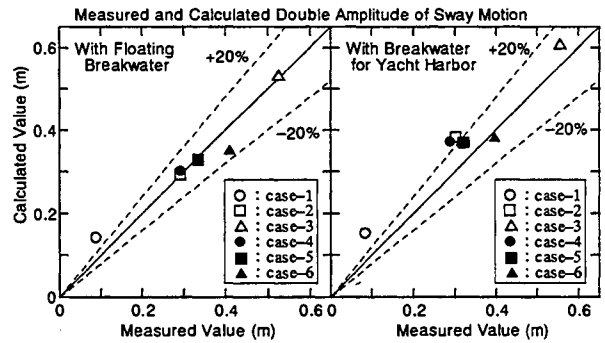 Measured and Calculated Double Amplitude of Sway Motion
With Floating
Breakwater
+20%
−20%
0.6
0.4
0.2
0
Calculated Value (m)
○ : case−1
□ : case−2
△ : case−3
● : case−4
■ : case−5
▲ : case−6
0 0.2 0.4 0.6
Measured Value (m)
With Breakwater
for Yacht Harbor
+20%
−20%
○ : case−1
□ : case−2
△ : case−3
● : case−4
■ : case−5
▲ : case−6
0 0.2 0.4 0.6
Measured Value (m)